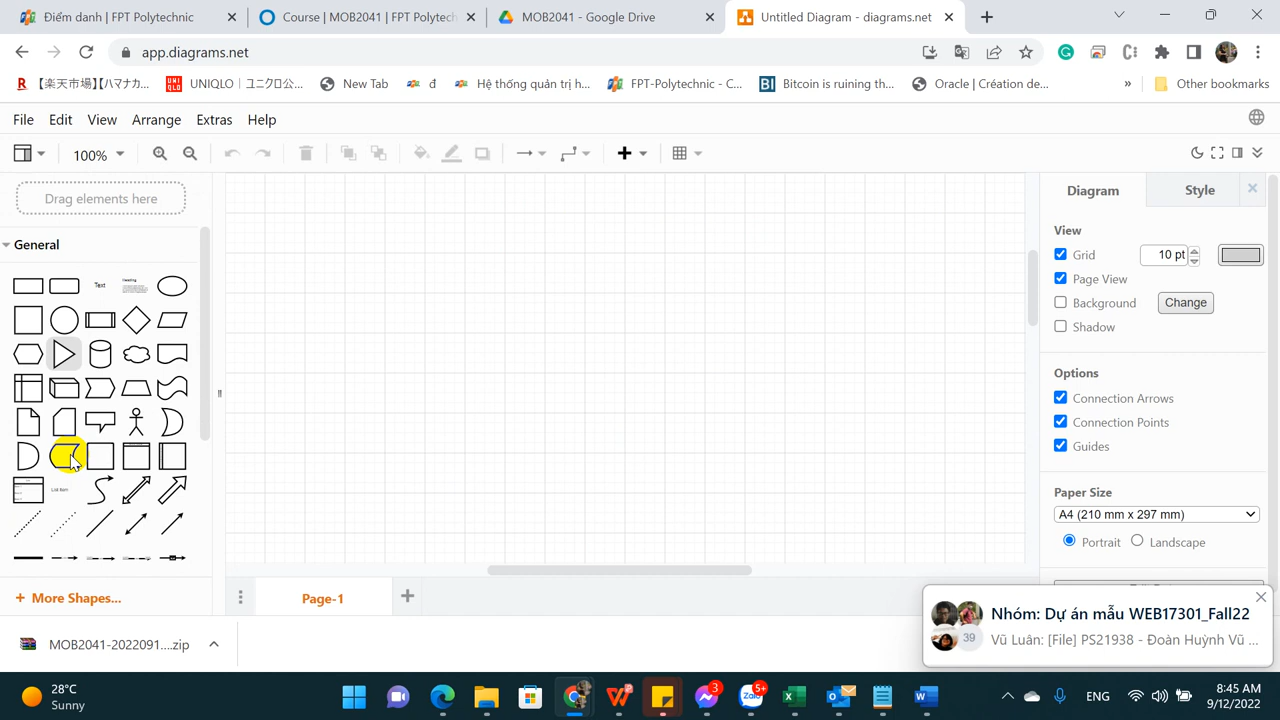 Điểm danh | FPT Polytechnic
Course | MOB2041 | FPT Polytech
MOB2041 - Google Drive
Untitled Diagram - diagrams.net
app.diagrams.net
【楽天市場】【ハマナカ...
UNIQLO｜ユニクロ公...
New Tab
đ
Hệ thống quản trị h...
FPT-Polytechnic - C...
Bitcoin is ruining th...
Oracle | Création de...
»
Other bookmarks
File Edit View Arrange Extras Help
100%
Drag elements here
General
Text
Heading
List Item
More Shapes...
Page-1
Diagram
Style
View
Grid
10 pt
Page View
Background
Change
Shadow
Options
Connection Arrows
Connection Points
Guides
Paper Size
A4 (210 mm x 297 mm)
Portrait
Landscape
39
Nhóm: Dự án mẫu WEB17301_Fall22
Vũ Luân: [File] PS21938 - Đoàn Huỳnh Vũ ...
MOB2041-2022091....zip
28°C
Sunny
3
5+
ENG
8:45 AM
9/12/2022